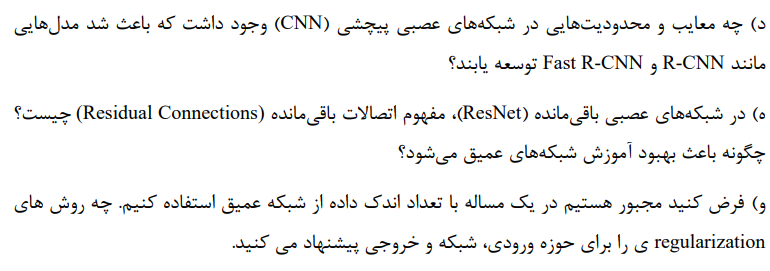 د) چه معایب و محدودیت‌هایی در شبکه‌های عصبی پیچشی (CNN) وجود داشت که باعث شد مدل‌هایی
مانند R-CNN و Fast R-CNN توسعه یابند؟
ه) در شبکه‌های عصبی باقی‌مانده (ResNet)، مفهوم اتصالات باقی‌مانده (Residual Connections) چیست؟
چگونه باعث بهبود آموزش شبکه‌های عمیق می‌شود؟
و) فرض کنید مجبور هستیم در یک مساله با تعداد اندک داده از شبکه عمیق استفاده کنیم. چه روش های
regularization ی را برای حوزه ورودی، شبکه و خروجی پیشنهاد می کنید.